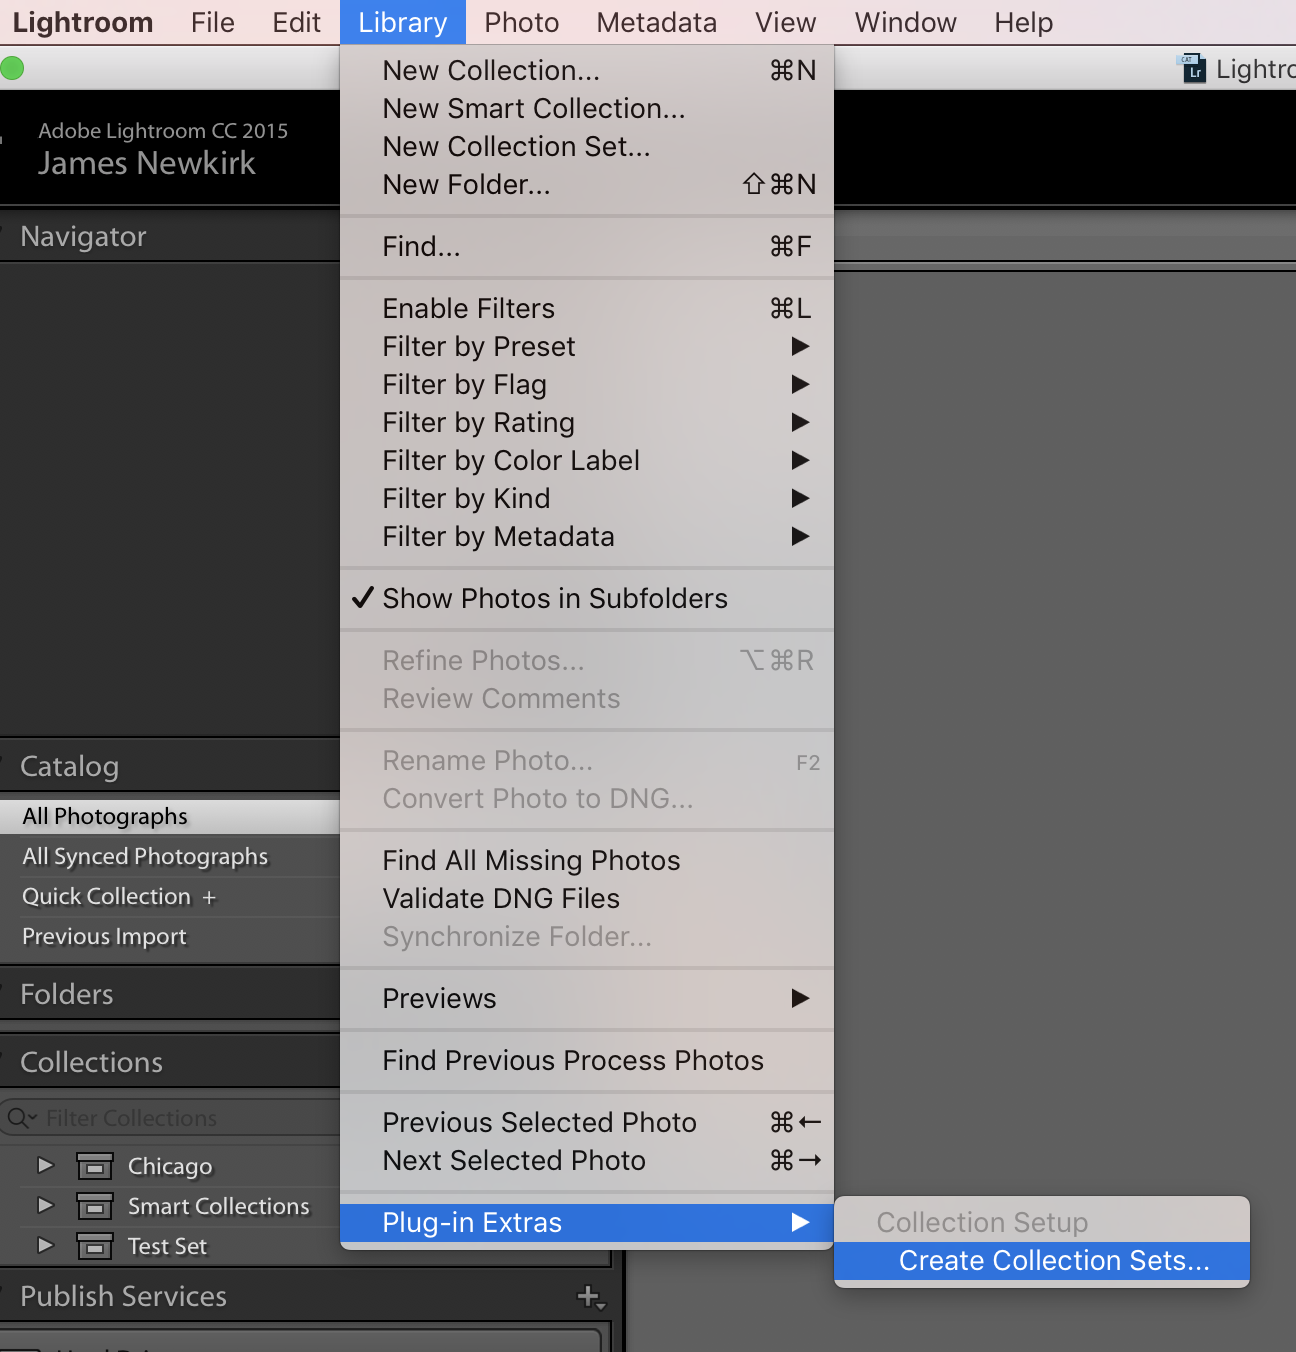 Lightroom File Edit Library Photo Metadata View Window Help
CAT
Lr
Adobe Lightroom CC 2015
James Newkirk
Navigator
Catalog
All Photographs
All Synced Photographs
Quick Collection +
Previous Import
Folders
Collections
Filter Collections
Chicago
Smart Collections
Test Set
Publish Services
New Collection... ⌘N
New Smart Collection...
New Collection Set...
New Folder... ⇧⌘N
Find... ⌘F
Enable Filters ⌘L
Filter by Preset
Filter by Flag
Filter by Rating
Filter by Color Label
Filter by Kind
Filter by Metadata
✓ Show Photos in Subfolders
Refine Photos... ⌥⌘R
Review Comments
Rename Photo... F2
Convert Photo to DNG...
Find All Missing Photos
Validate DNG Files
Synchronize Folder...
Previews
Find Previous Process Photos
Previous Selected Photo ⌘←
Next Selected Photo ⌘→
Plug-in Extras
Collection Setup
Create Collection Sets...